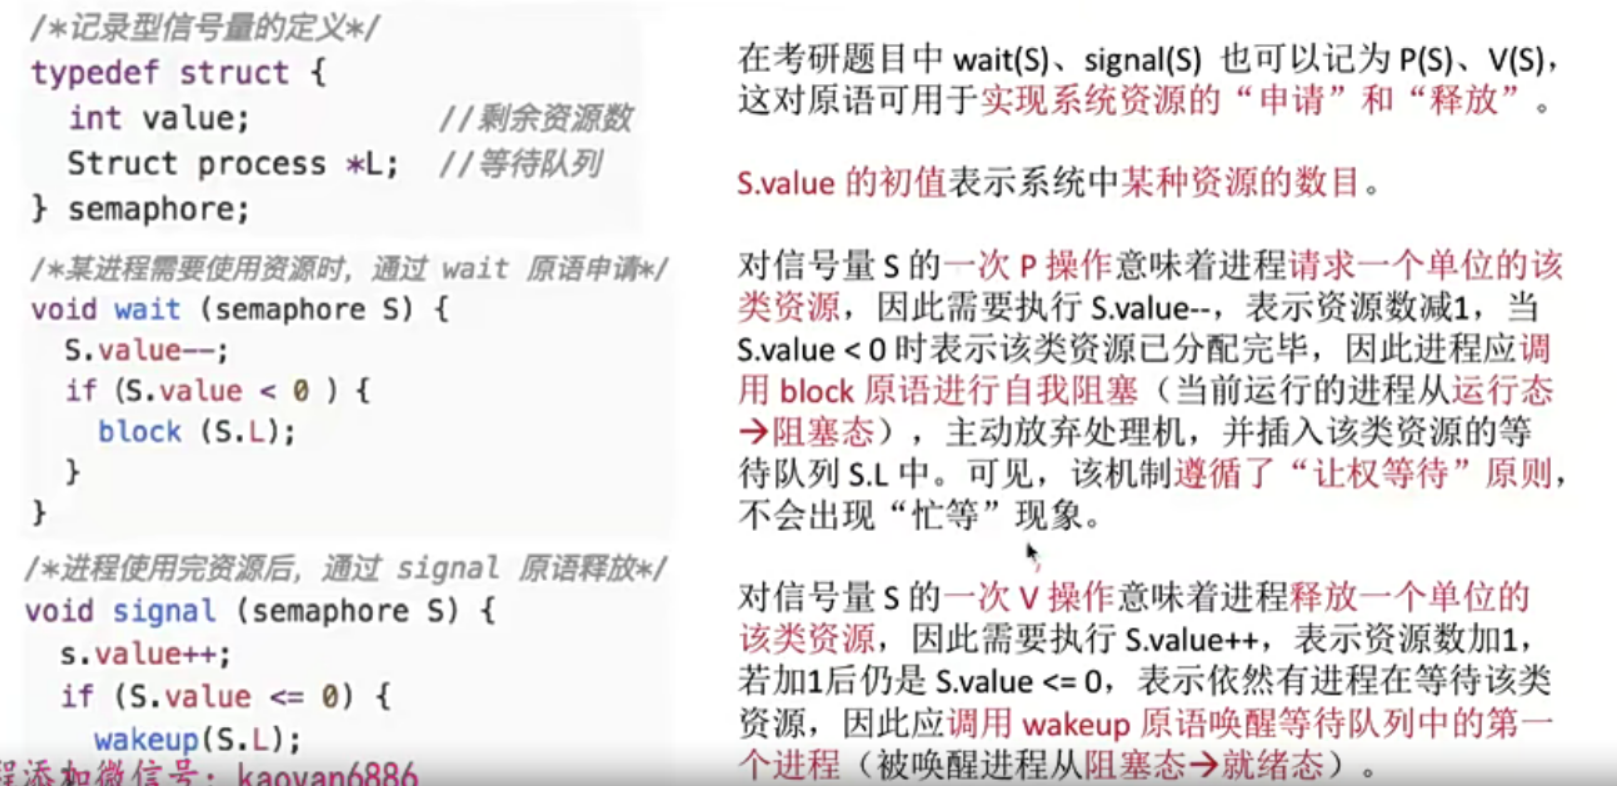 /*记录型信号量的定义*/
typedef struct {
int value; //剩余资源数
Struct process *L; //等待队列
} semaphore;
/*某进程需要使用资源时，通过 wait 原语申请*/
void wait (semaphore S) {
S.value--;
if (S.value < 0 ) {
block (S.L);
}
}
/*进程使用完资源后，通过 signal 原语释放*/
void signal (semaphore S) {
s.value++;
if (S.value <= 0) {
wakeup(S.L);
程添加微信号：kaoyan6886
在考研题目中 wait(S)、signal(S) 也可以记为 P(S)、V(S)，
这对原语可用于实现系统资源的“申请”和“释放”。
S.value 的初值表示系统中某种资源的数目。
对信号量 S 的一次 P 操作意味着进程请求一个单位的该
类资源，因此需要执行 S.value--，表示资源数减1，当
S.value < 0 时表示该类资源已分配完毕，因此进程应调
用 block 原语进行自我阻塞（当前运行的进程从运行态
→阻塞态），主动放弃处理机，并插入该类资源的等
待队列 S.L 中。可见，该机制遵循了“让权等待”原则，
不会出现“忙等”现象。
对信号量 S 的一次 V 操作意味着进程释放一个单位的
该类资源，因此需要执行 S.value++，表示资源数加1，
若加1后仍是 S.value <= 0，表示依然有进程在等待该类
资源，因此应调用 wakeup 原语唤醒等待队列中的第一
个进程（被唤醒进程从阻塞态→就绪态）。